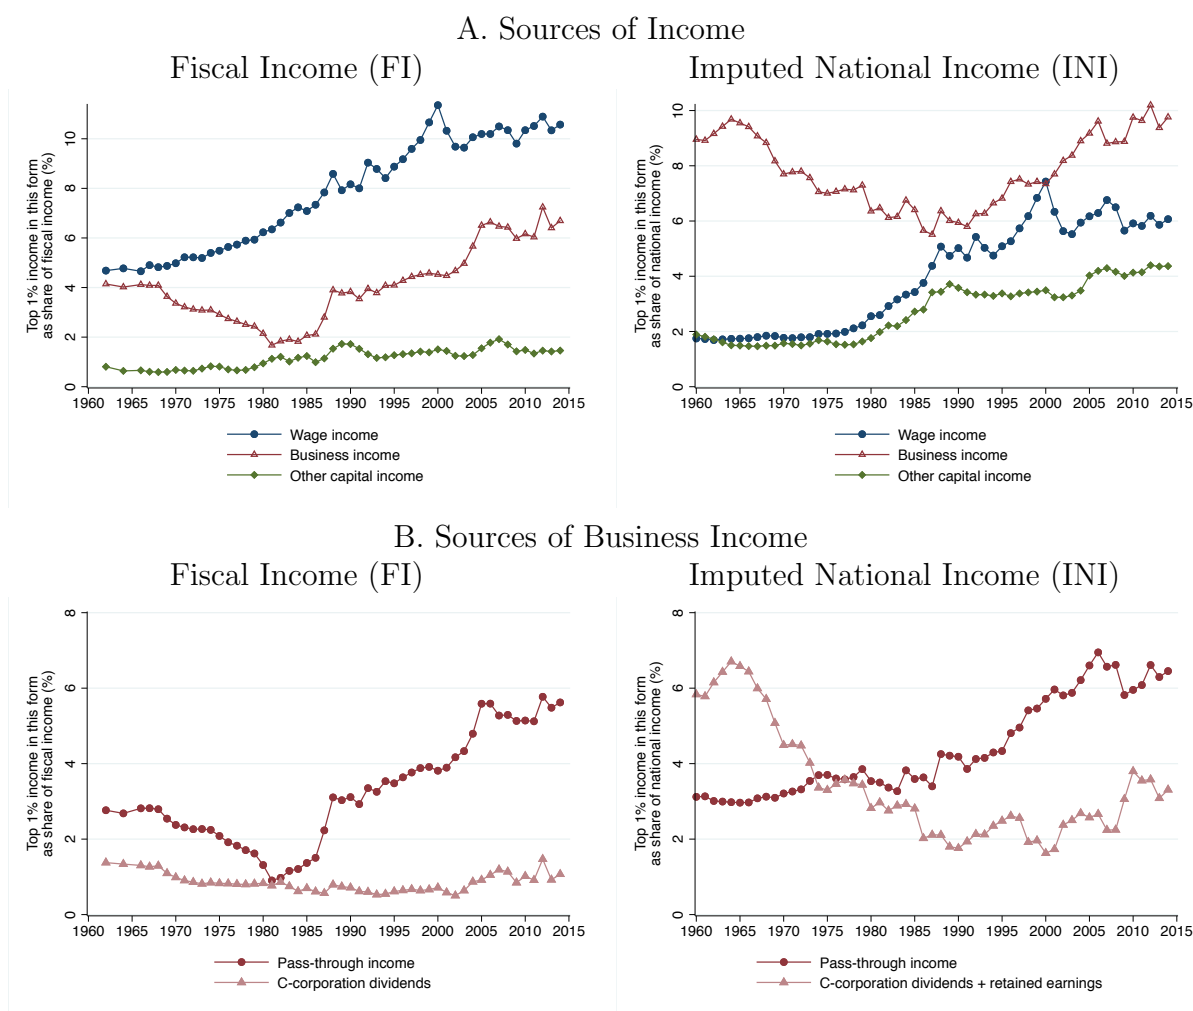 A. Sources of Income
Fiscal Income (FI)
Top 1% income in this form
as share of fiscal income (%)
10
8
6
4
2
0
1960 1965 1970 1975 1980 1985 1990 1995 2000 2005 2010 2015
Wage income
Business income
Other capital income
Imputed National Income (INI)
Top 1% income in this form
as share of national income (%)
10
8
6
4
2
0
1960 1965 1970 1975 1980 1985 1990 1995 2000 2005 2010 2015
Wage income
Business income
Other capital income
B. Sources of Business Income
Fiscal Income (FI)
Top 1% income in this form
as share of fiscal income (%)
8
6
4
2
0
1960 1965 1970 1975 1980 1985 1990 1995 2000 2005 2010 2015
Pass-through income
C-corporation dividends
Imputed National Income (INI)
Top 1% income in this form
as share of national income (%)
8
6
4
2
0
1960 1965 1970 1975 1980 1985 1990 1995 2000 2005 2010 2015
Pass-through income
C-corporation dividends + retained earnings